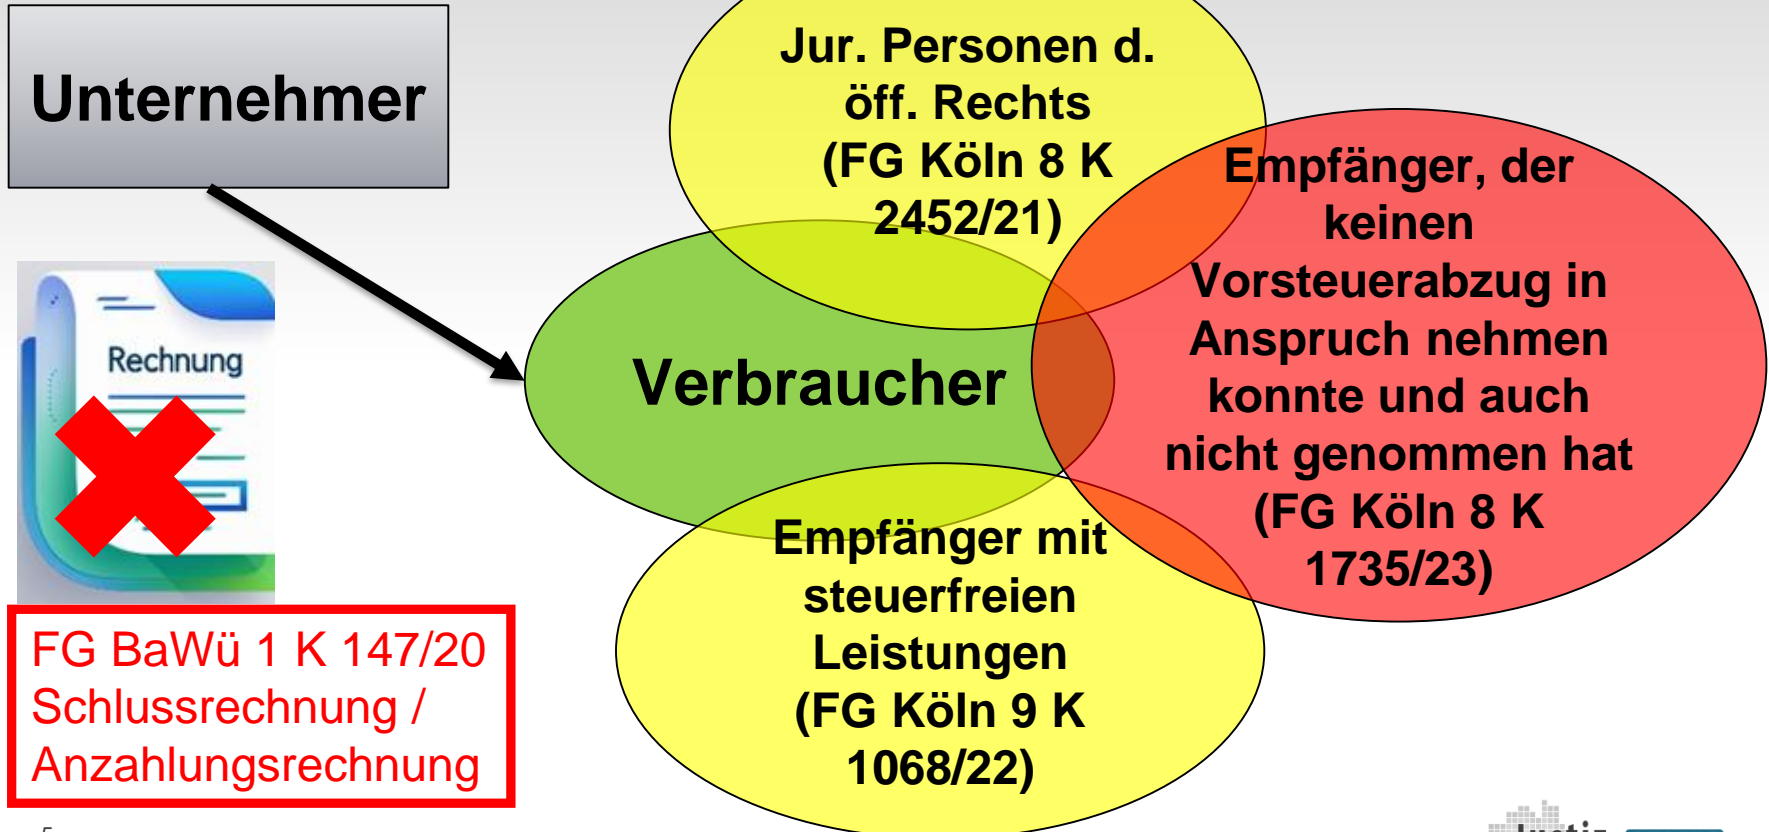 Unternehmer
Jur. Personen d.
öff. Rechts
(FG Köln 8 K
2452/21)
Empfänger, der
keinen
Vorsteuerabzug in
Anspruch nehmen
konnte und auch
nicht genommen hat
(FG Köln 8 K
1735/23)
Rechnung
Verbraucher
Empfänger mit
steuerfreien
Leistungen
(FG Köln 9 K
1068/22)
FG BaWü 1 K 147/20
Schlussrechnung /
Anzahlungsrechnung